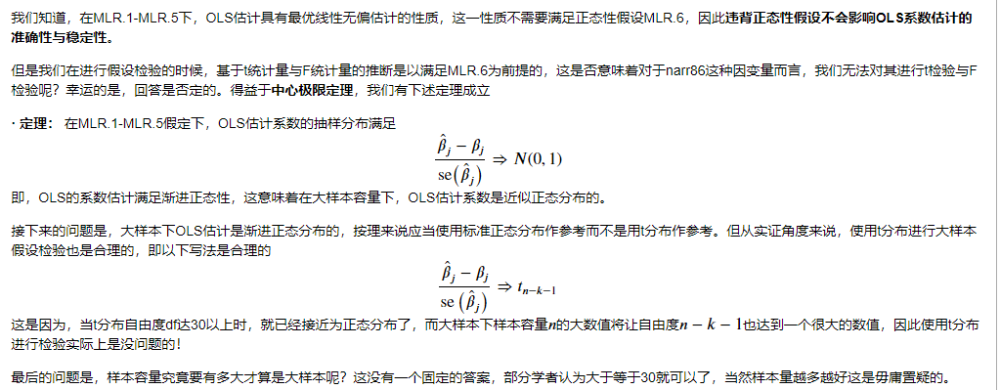 我们知道，在MLR.1-MLR.5下，OLS估计具有最优线性无偏估计的性质，这一性质不需要满足正态性假设MLR.6，因此违背正态性假设不会影响OLS系数估计的
准确性与稳定性。
但是我们在进行假设检验的时候，基于t统计量与F统计量的推断是以满足MLR.6为前提的，这是否意味着对于narr86这种因变量而言，我们无法对其进行t检验与F
检验呢？幸运的是，回答是否定的。得益于中心极限定理，我们有下述定理成立
· 定理： 在MLR.1-MLR.5假定下，OLS估计系数的抽样分布满足
$\frac{\hat{\beta}_j - \beta_j}{\mathrm{se}(\hat{\beta}_j)} \Rightarrow N(0, 1)$
即，OLS的系数估计满足渐进正态性，这意味着在大样本容量下，OLS估计系数是近似正态分布的。
接下来的问题是，大样本下OLS估计是渐进正态分布的，按理来说应当使用标准正态分布作参考而不是用t分布作参考。但从实证角度来说，使用t分布进行大样本
假设检验也是合理的，即以下写法是合理的
$\frac{\hat{\beta}_j - \beta_j}{\mathrm{se}(\hat{\beta}_j)} \Rightarrow t_{n-k-1}$
这是因为，当t分布自由度df达30以上时，就已经接近为正态分布了，而大样本下样本容量n的大数值将让自由度n − k − 1也达到一个很大的数值，因此使用t分布
进行检验实际上是没问题的！
最后的问题是，样本容量究竟要有多大才算是大样本呢？这没有一个固定的答案，部分学者认为大于等于30就可以了，当然样本量越多越好这是毋庸置疑的。